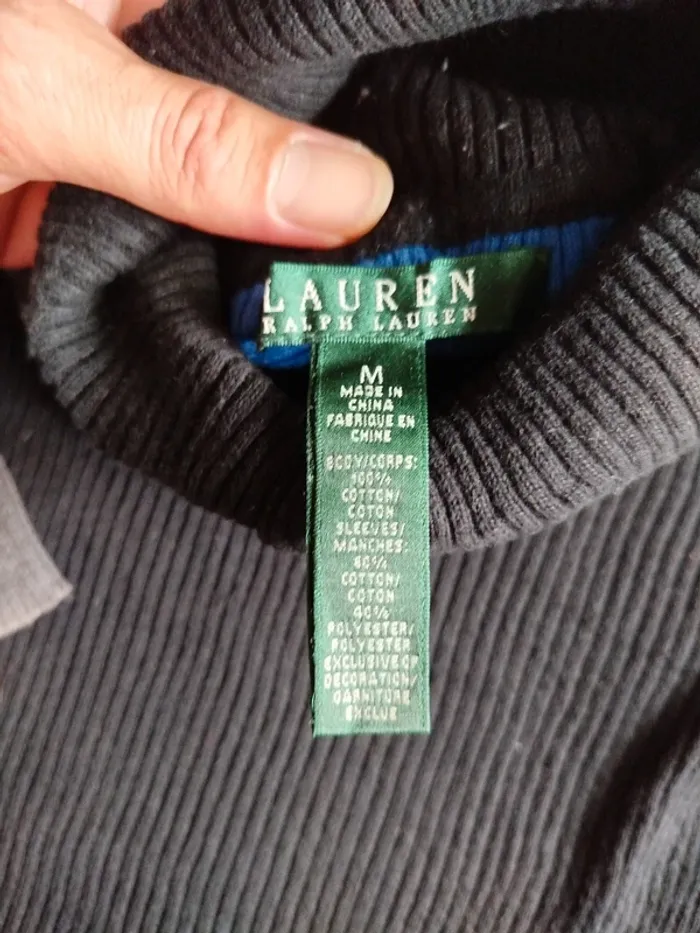 LAUREN
RALPH LAUREN
M
MADE IN
CHINA
FABRIQUE EN
CHINE
BODY/CORPS:
100%
COTTON/
COTON
SLEEVES/
MANCHES:
60%
COTTON/
COTON
40%
POLYESTER/
POLYESTER
EXCLUSIVE OF
DECORATION/
GARNITURE
EXCLUE